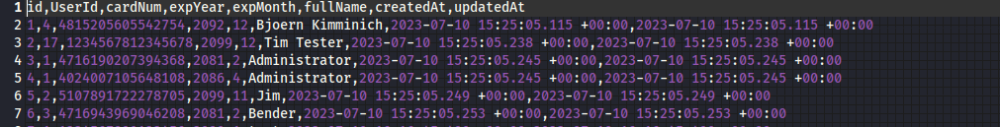 1 id,UserId,cardNum,expYear,expMonth,fullName,createdAt,updatedAt
2 1,4,4815205605542754,2092,12,Bjoern Kimminich,2023-07-10 15:25:05.115 +00:00,2023-07-10 15:25:05.115 +00:00
3 2,17,1234567812345678,2099,12,Tim Tester,2023-07-10 15:25:05.238 +00:00,2023-07-10 15:25:05.238 +00:00
4 3,1,4716190207394368,2081,2,Administrator,2023-07-10 15:25:05.245 +00:00,2023-07-10 15:25:05.245 +00:00
5 4,1,4024007105648108,2086,4,Administrator,2023-07-10 15:25:05.245 +00:00,2023-07-10 15:25:05.245 +00:00
6 5,2,5107891722278705,2099,11,Jim,2023-07-10 15:25:05.249 +00:00,2023-07-10 15:25:05.249 +00:00
7 6,3,4716943969046208,2081,2,Bender,2023-07-10 15:25:05.253 +00:00,2023-07-10 15:25:05.253 +00:00